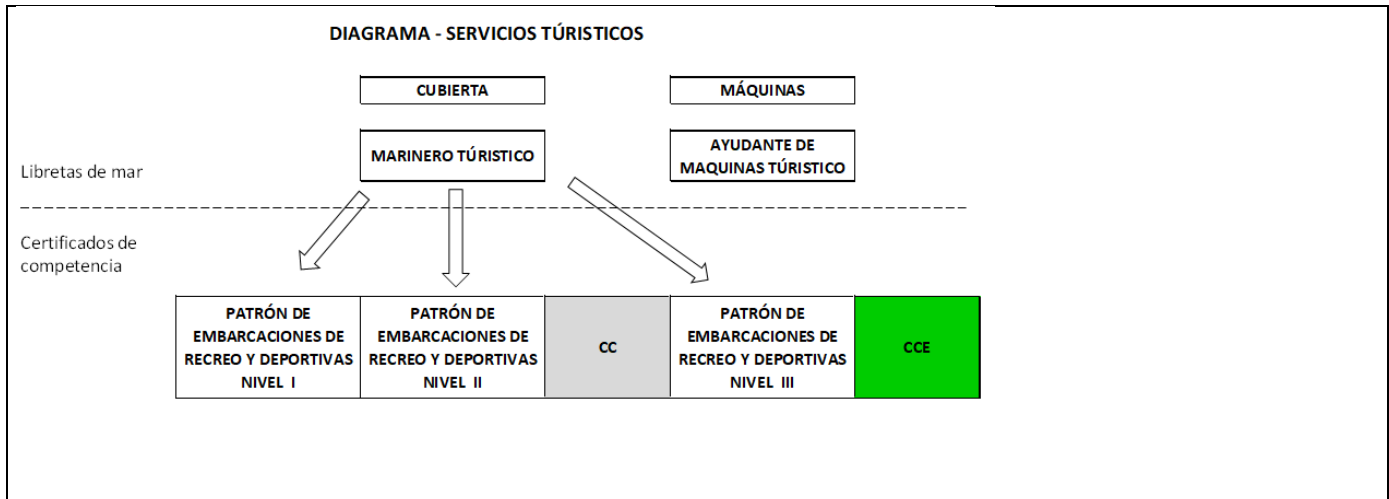 DIAGRAMA - SERVICIOS TÚRISTICOS
CUBIERTA
MÁQUINAS
MARINERO TÚRISTICO
AYUDANTE DE
MAQUINAS TÚRISTICO
Libretas de mar
Certificados de
competencia
PATRÓN DE
EMBARCACIONES DE
RECREO Y DEPORTIVAS
NIVEL I
PATRÓN DE
EMBARCACIONES DE
RECREO Y DEPORTIVAS
NIVEL II
CC
PATRÓN DE
EMBARCACIONES DE
RECREO Y DEPORTIVAS
NIVEL III
CCE